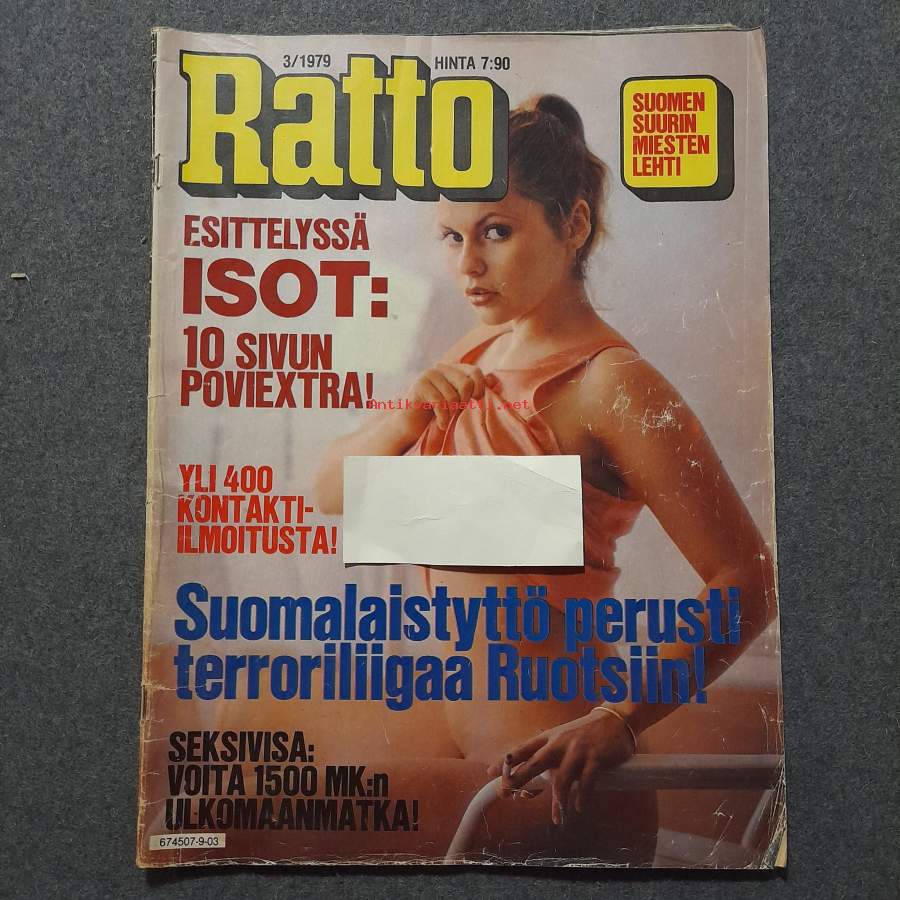 3/1979
HINTA 7:90
Ratto
SUOMEN
SUURIN
MIESTEN
LEHTI
ESITTELYSSÄ
ISOT:
10 SIVUN
POVIEXTRA!
Antikvariaatti.net
YLI 400
KONTAKTI-
ILMOITUSTA!
Suomalaistyttö perusti
terroriliigaa Ruotsiin!
SEKSIVISA:
VOITA 1500 MK:n
ULKOMAANMATKA!
674507-9-03